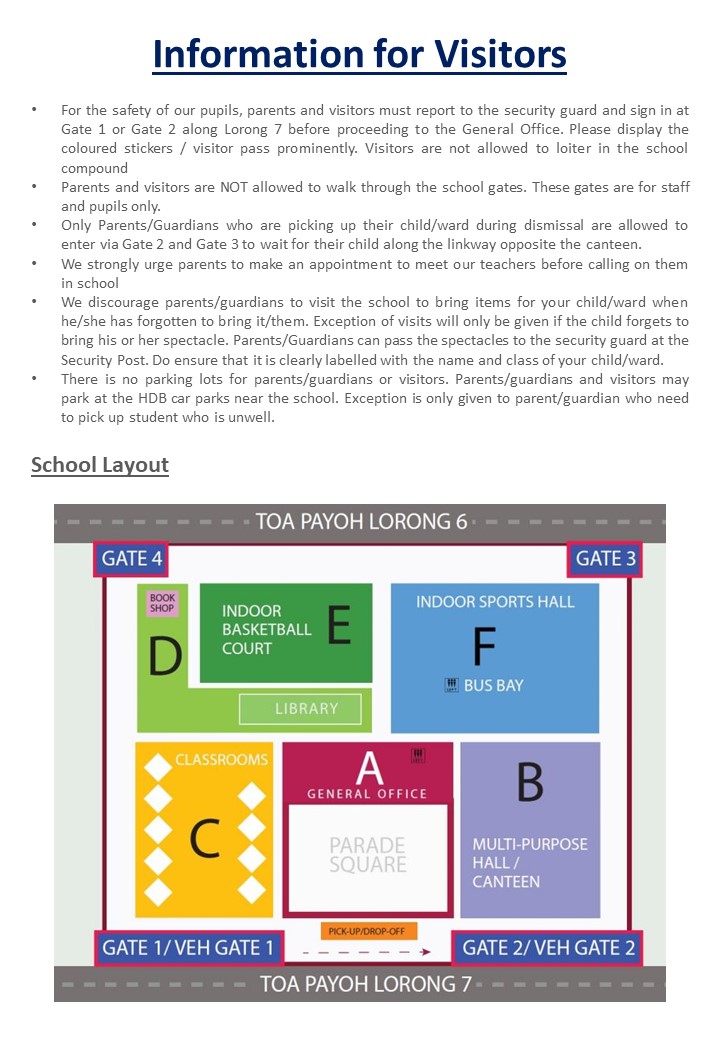 Information for Visitors
• For the safety of our pupils, parents and visitors must report to the security guard and sign in at
Gate 1 or Gate 2 along Lorong 7 before proceeding to the General Office. Please display the
coloured stickers / visitor pass prominently. Visitors are not allowed to loiter in the school
compound
• Parents and visitors are NOT allowed to walk through the school gates. These gates are for staff
and pupils only.
• Only Parents/Guardians who are picking up their child/ward during dismissal are allowed to
enter via Gate 2 and Gate 3 to wait for their child along the linkway opposite the canteen.
• We strongly urge parents to make an appointment to meet our teachers before calling on them
in school
• We discourage parents/guardians to visit the school to bring items for your child/ward when
he/she has forgotten to bring it/them. Exception of visits will only be given if the child forgets to
bring his or her spectacle. Parents/Guardians can pass the spectacles to the security guard at the
Security Post. Do ensure that it is clearly labelled with the name and class of your child/ward.
• There is no parking lots for parents/guardians or visitors. Parents/guardians and visitors may
park at the HDB car parks near the school. Exception is only given to parent/guardian who need
to pick up student who is unwell.
School Layout
TOA PAYOH LORONG 6
GATE 4
GATE 3
BOOK
SHOP
D
INDOOR
BASKETBALL
COURT
E
LIBRARY
INDOOR SPORTS HALL
F
LIFT
BUS BAY
CLASSROOMS
C
A
GENERAL OFFICE
PARADE
SQUARE
B
MULTI-PURPOSE
HALL /
CANTEEN
PICK-UP/DROP-OFF
GATE 1/ VEH GATE 1
GATE 2/ VEH GATE 2
TOA PAYOH LORONG 7